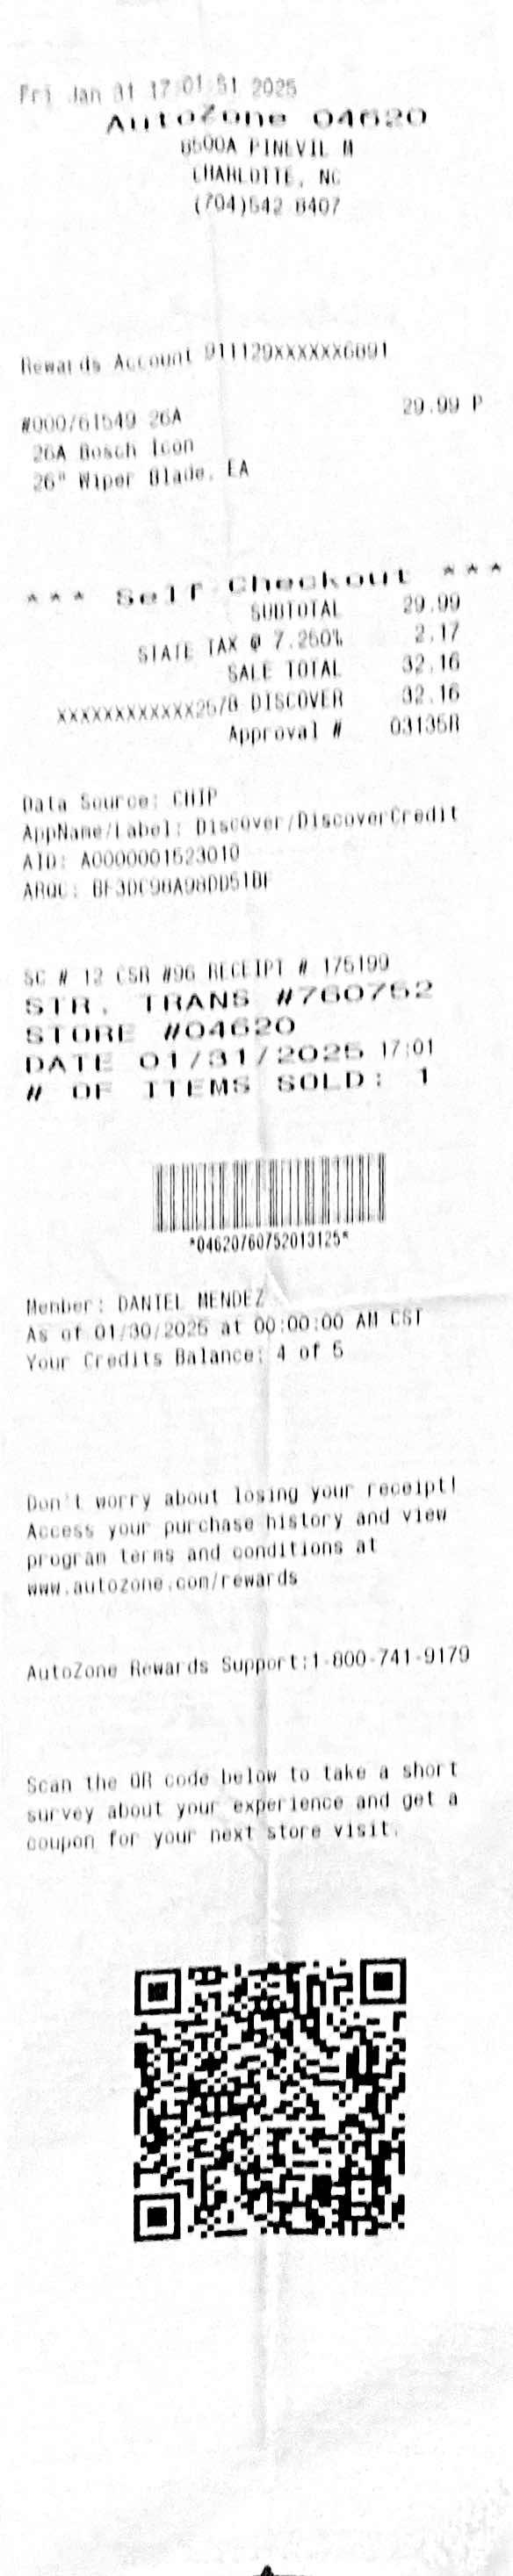 Fri Jan 31 17:01:51 2025
AutoZone 04620
8500A PINEVIL M
CHARLOTTE, NC
(704)542-8407
Rewards Account 911129XXXXXX6091
#000761549 26A 29.99 P
26A Bosch Icon
26" Wiper Blade, EA
*** Self Checkout ***
SUBTOTAL 29.99
STATE TAX @ 7.250% 2.17
SALE TOTAL 32.16
XXXXXXXXXXXX2578 DISCOVER 32.16
Approval # 03135R
Data Source: CHIP
AppName/Label: Discover/DiscoverCredit
AID: A0000001523010
ARQC:
SC # 12 CSR #96 RECEIPT # 175199
STR. TRANS #760752
STORE #04620
DATE 01/31/2025 17:01
# OF ITEMS SOLD: 1
*04620760752013125*
Member: DANIEL MENDEZ
As of 01/30/2025 at 00:00:00 AM CST
Your Credits Balance: 4 of 5
Don't worry about losing your receipt!
Access your purchase history and view
program terms and conditions at
www.autozone.com/rewards
AutoZone Rewards Support:1-800-741-9179
Scan the QR code below to take a short
survey about your experience and get a
coupon for your next store visit.